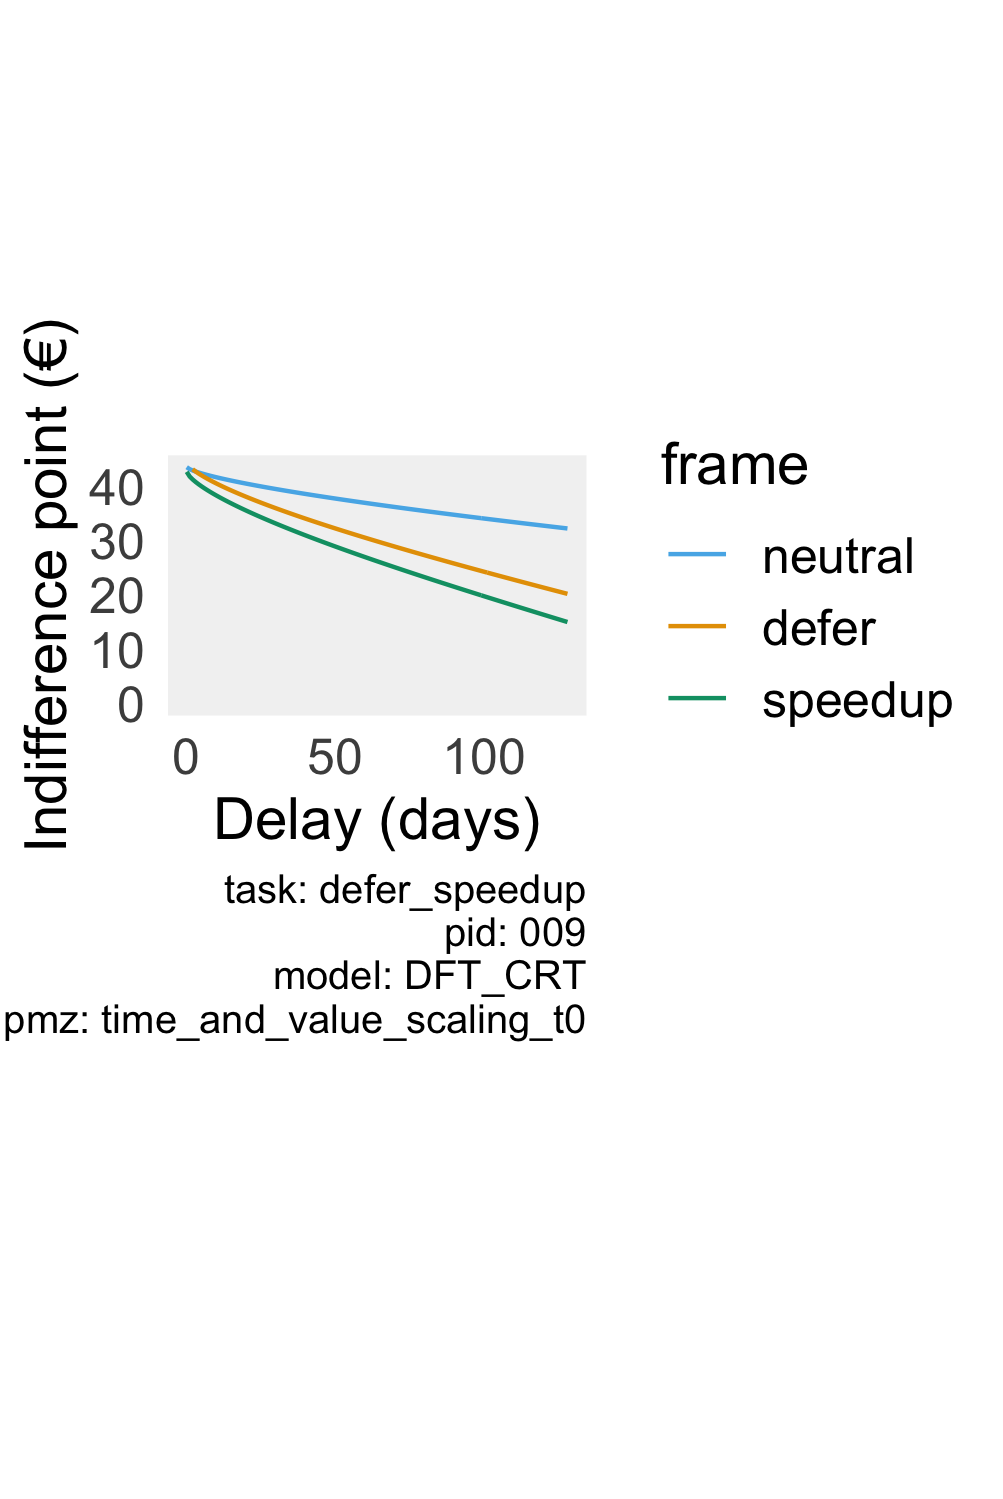 Indifference point (€)
40
30
20
10
0
0 50 100
Delay (days)
frame
neutral
defer
speedup
task: defer_speedup
pid: 009
model: DFT_CRT
pmz: time_and_value_scaling_t0